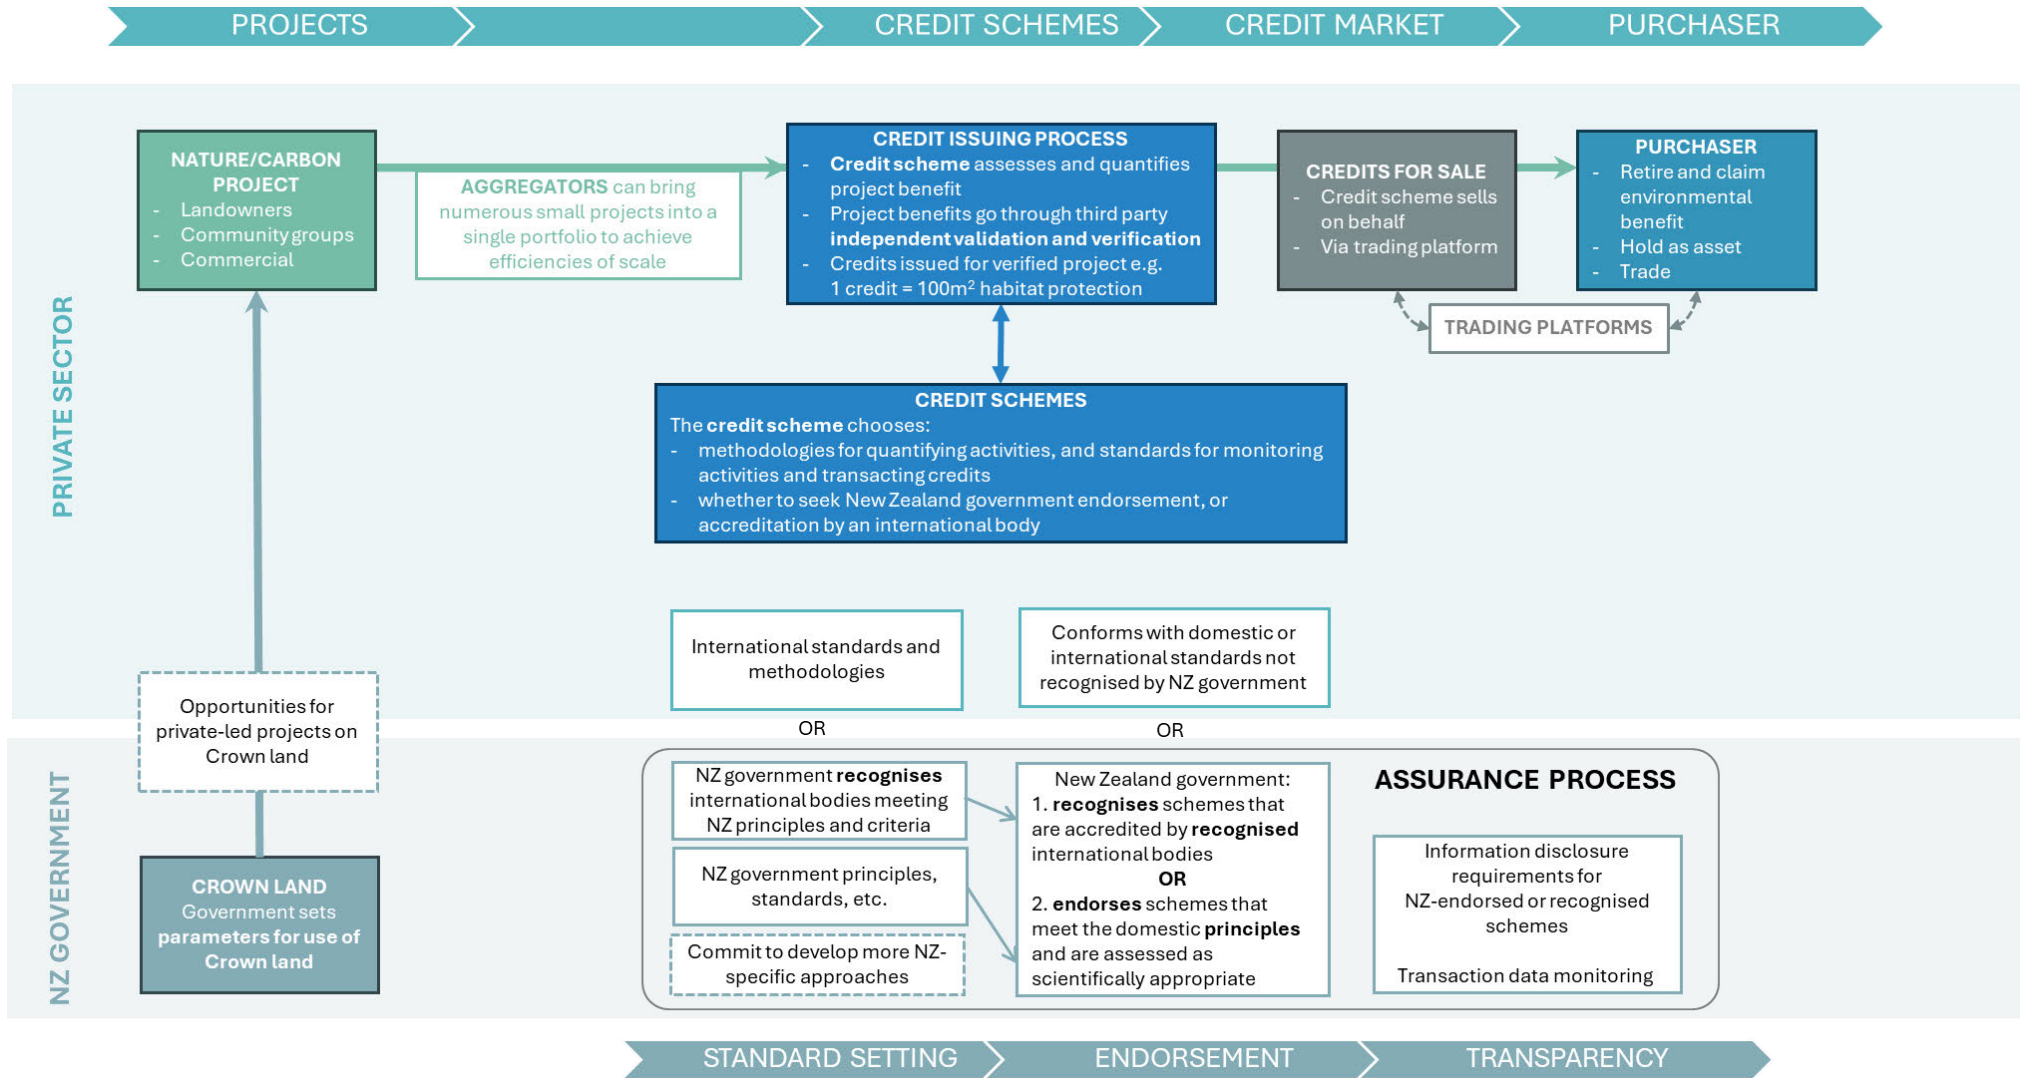 PROJECTS
CREDIT SCHEMES
CREDIT MARKET
PURCHASER
PRIVATE SECTOR
NATURE/CARBON
PROJECT
- Landowners
- Community groups
- Commercial
AGGREGATORS can bring
numerous small projects into a
single portfolio to achieve
efficiencies of scale
CREDIT ISSUING PROCESS
- Credit scheme assesses and quantifies
project benefit
- Project benefits go through third party
independent validation and verification
- Credits issued for verified project e.g.
1 credit = 100m² habitat protection
CREDITS FOR SALE
- Credit scheme sells
on behalf
- Via trading platform
PURCHASER
- Retire and claim
environmental
benefit
- Hold as asset
- Trade
TRADING PLATFORMS
CREDIT SCHEMES
The credit scheme chooses:
- methodologies for quantifying activities, and standards for monitoring
activities and transacting credits
- whether to seek New Zealand government endorsement, or
accreditation by an international body
International standards and
methodologies
Conforms with domestic or
international standards not
recognised by NZ government
OR
OR
Opportunities for
private-led projects on
Crown land
NZ GOVERNMENT
CROWN LAND
Government sets
parameters for use of
Crown land
NZ government recognises
international bodies meeting
NZ principles and criteria
NZ government principles,
standards, etc.
Commit to develop more NZ-
specific approaches
New Zealand government:
1. recognises schemes that
are accredited by recognised
international bodies
OR
2. endorses schemes that
meet the domestic principles
and are assessed as
scientifically appropriate
ASSURANCE PROCESS
Information disclosure
requirements for
NZ-endorsed or recognised
schemes
Transaction data monitoring
STANDARD SETTING
ENDORSEMENT
TRANSPARENCY